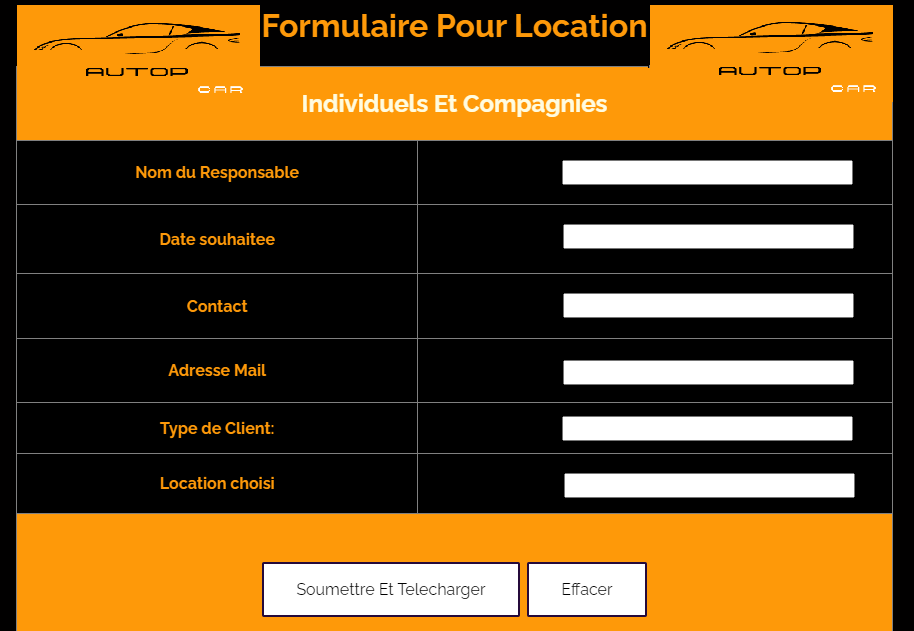 Formulaire Pour Location
AUTOP
CAR
AUTOP
CAR
Individuels Et Compagnies
Nom du Responsable
Date souhaitee
Contact
Adresse Mail
Type de Client:
Location choisi
Soumettre Et Telecharger
Effacer